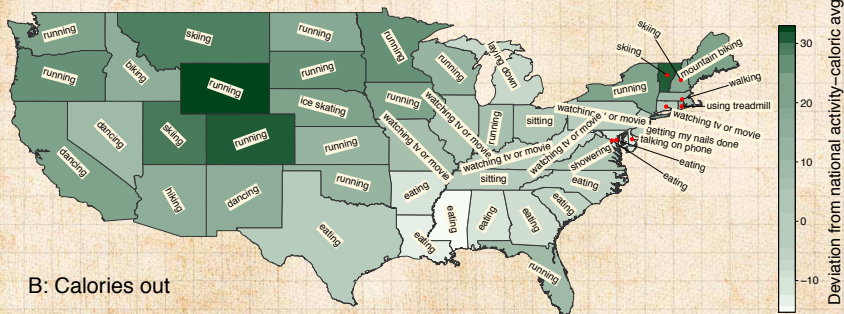 skiing
running
skiing
running
running
running
laying down
skiing
mountain biking
biking
running
running
running
walking
running
ice skating
running
using treadmill
dancing
skiing
running
watching tv or movie
running
sitting
watching tv or movie
watching tv or movie
getting my nails done
talking on phone
dancing
running
watching tv or movie
watching tv or movie
watching tv or movie
showering
eating
hiking
dancing
running
eating
sitting
eating
eating
eating
eating
eating
eating
eating
eating
running
B: Calories out
30
20
10
0
−10
Deviation from national activity−caloric avg